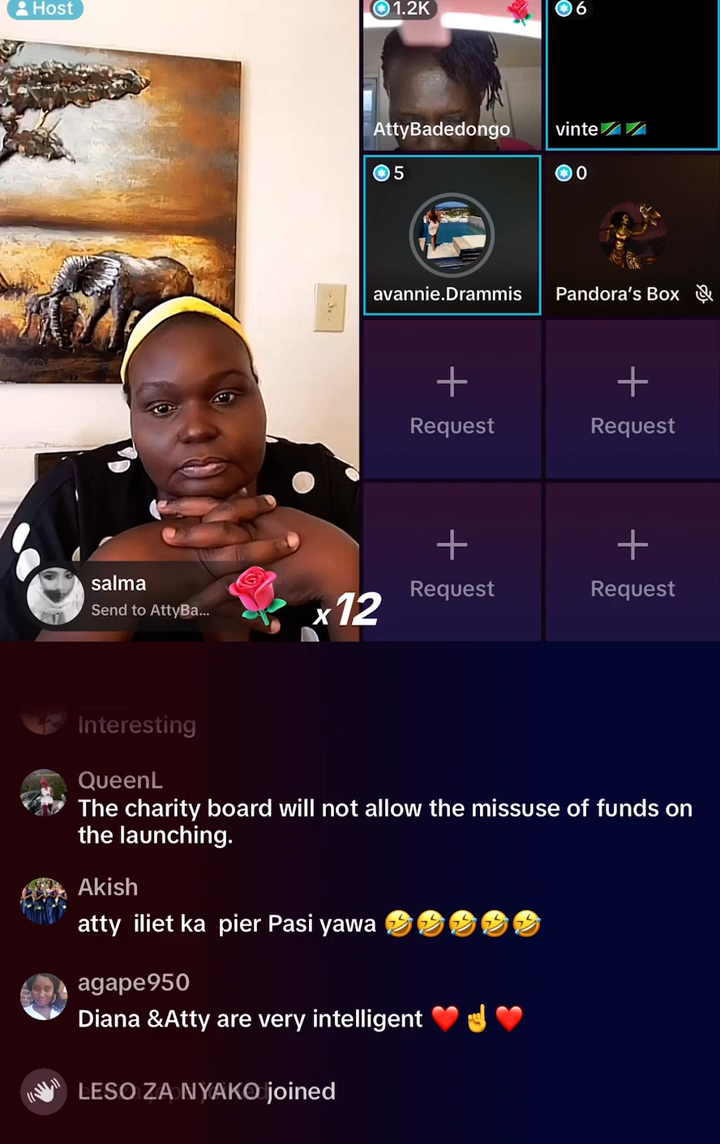 Host
1.2K
6
AttyBadedongo
vinte🇹🇿🇹🇿
5
0
avannie.Drammis
Pandora's Box
Request
Request
Request
Request
salma
Send to AttyBa...
x12
Interesting
QueenL
The charity board will not allow the missuse of funds on
the launching.
Akish
atty iliet ka pier Pasi yawa 🤣🤣🤣🤣🤣
agape950
Diana &Atty are very intelligent ❤️☝️❤️
LESO ZA NYAKO joined